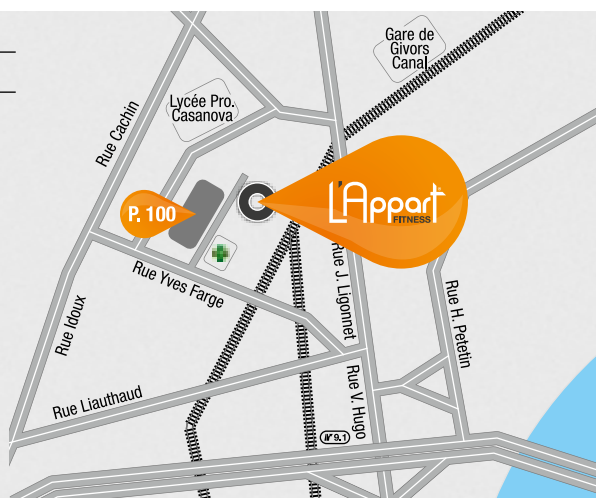 Gare de
Givors
Canal
Lycée Pro.
Casanova
Rue Cachin
P. 100
L'Appart
FITNESS
Rue Yves Farge
Rue J. Ligonnet
Rue H. Petetin
Rue Idoux
Rue Liauthaud
Rue V. Hugo
9.1